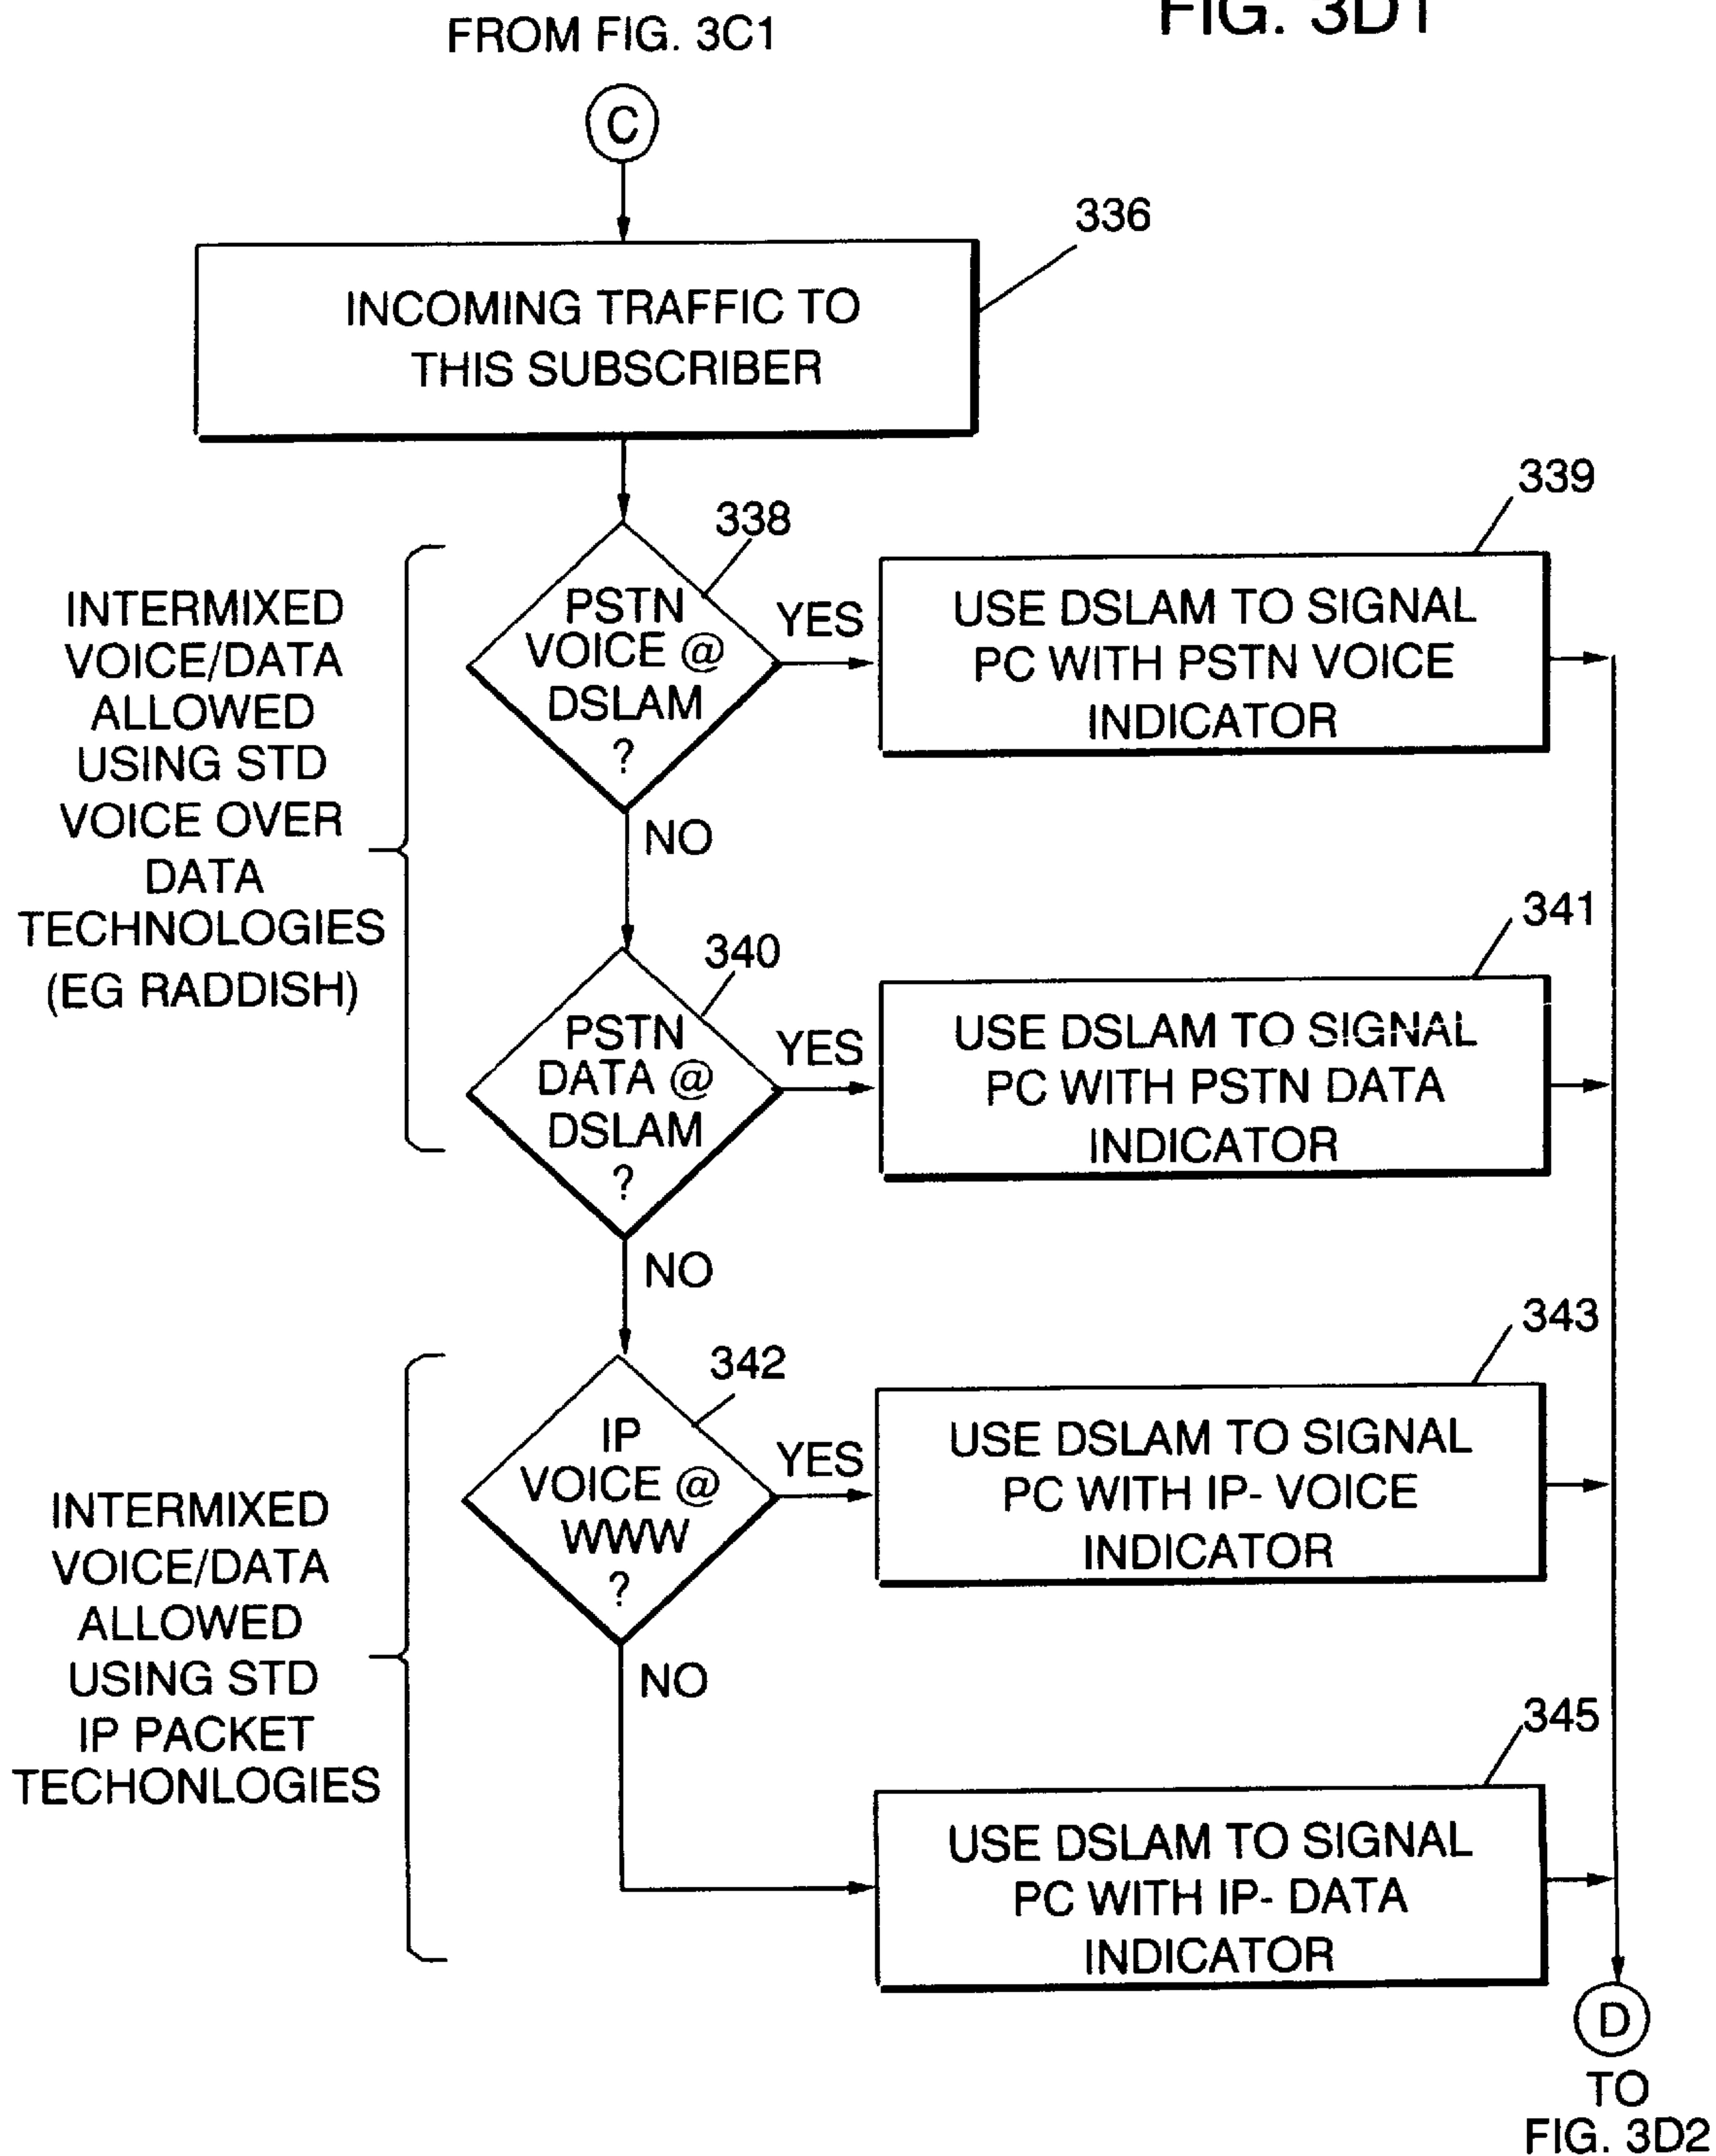 FIG. 3D1
FROM FIG. 3C1
C
336
INCOMING TRAFFIC TO
THIS SUBSCRIBER
INTERMIXED
VOICE/DATA
ALLOWED
USING STD
VOICE OVER
DATA
TECHNOLOGIES
(EG RADDISH)
338
PSTN
VOICE @
DSLAM
?
YES
NO
339
USE DSLAM TO SIGNAL
PC WITH PSTN VOICE
INDICATOR
340
PSTN
DATA @
DSLAM
?
YES
NO
341
USE DSLAM TO SIGNAL
PC WITH PSTN DATA
INDICATOR
INTERMIXED
VOICE/DATA
ALLOWED
USING STD
IP PACKET
TECHONLOGIES
342
IP
VOICE @
WWW
?
YES
NO
343
USE DSLAM TO SIGNAL
PC WITH IP- VOICE
INDICATOR
345
USE DSLAM TO SIGNAL
PC WITH IP- DATA
INDICATOR
D
TO
FIG. 3D2